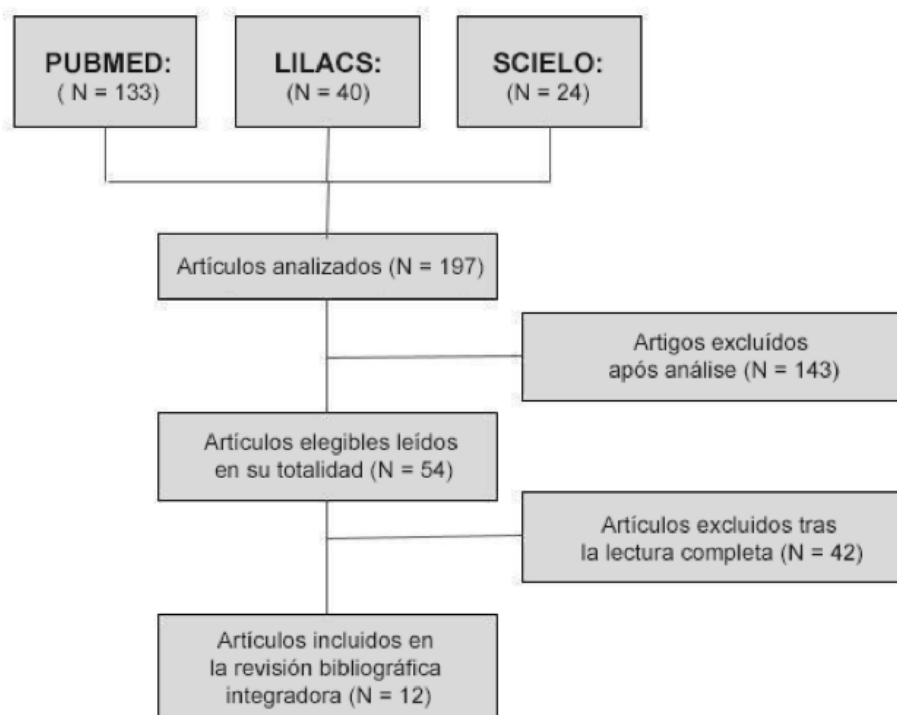 PUBMED:
( N = 133)
LILACS:
(N = 40)
SCIELO:
(N = 24)
Artículos analizados (N = 197)
Artigos excluídos
após análise (N = 143)
Artículos elegibles leídos
en su totalidad (N = 54)
Artículos excluidos tras
la lectura completa (N = 42)
Artículos incluidos en
la revisión bibliográfica
integradora (N = 12)